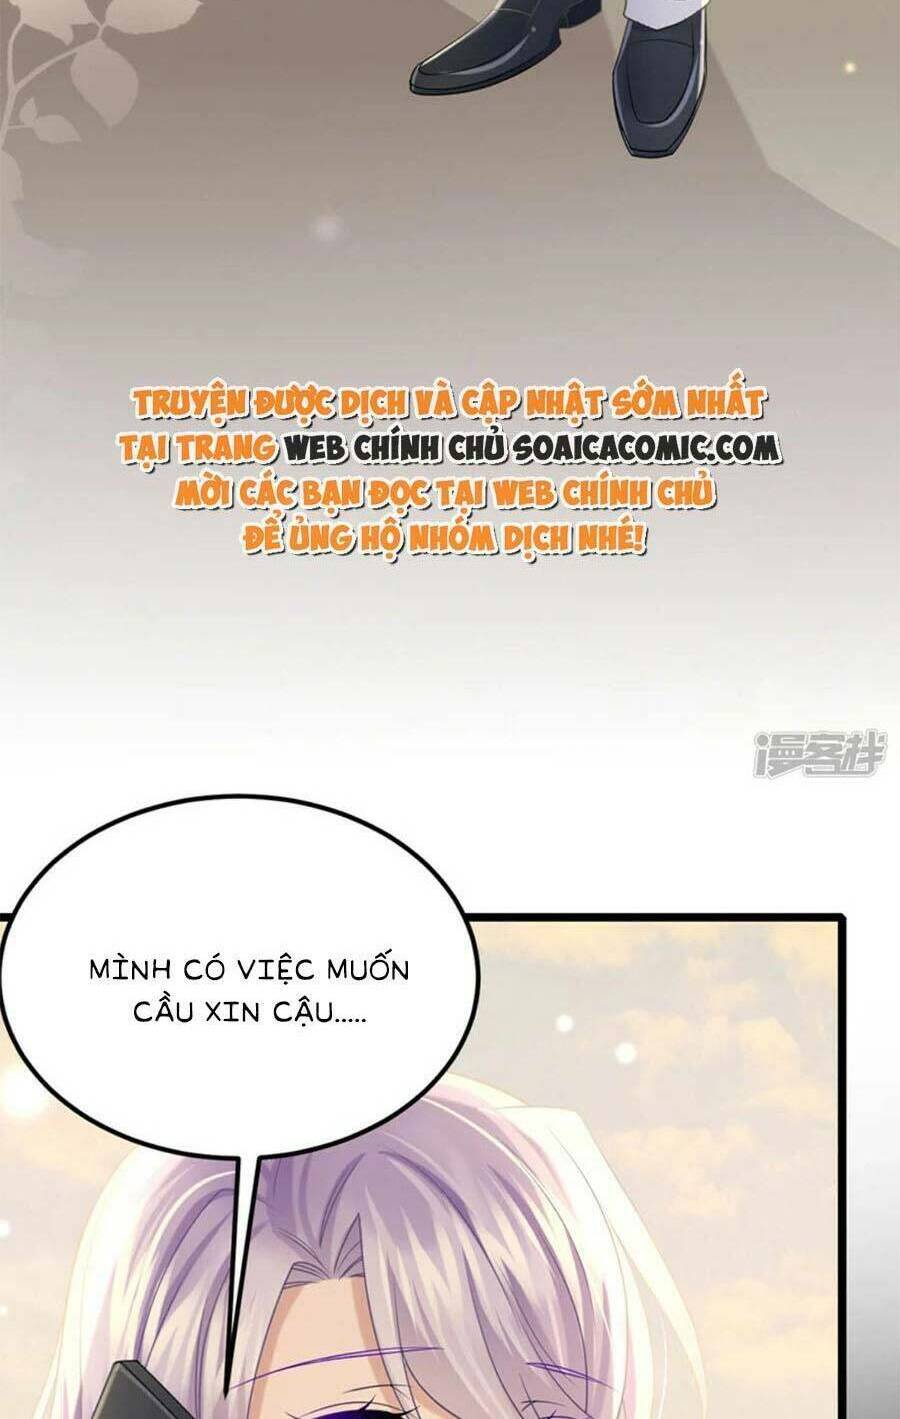 TRUYỆN ĐƯỢC DỊCH VÀ CẬP NHẬT SỚM NHẤT
TẠI TRANG WEB CHÍNH CHỦ SOAICACOMIC.COM
MỜI CÁC BẠN ĐỌC TẠI WEB CHÍNH CHỦ
ĐỂ ỦNG HỘ NHÓM DỊCH NHÉ!
漫客栈
MÌNH CÓ VIỆC MUỐN
CẦU XIN CẬU.....